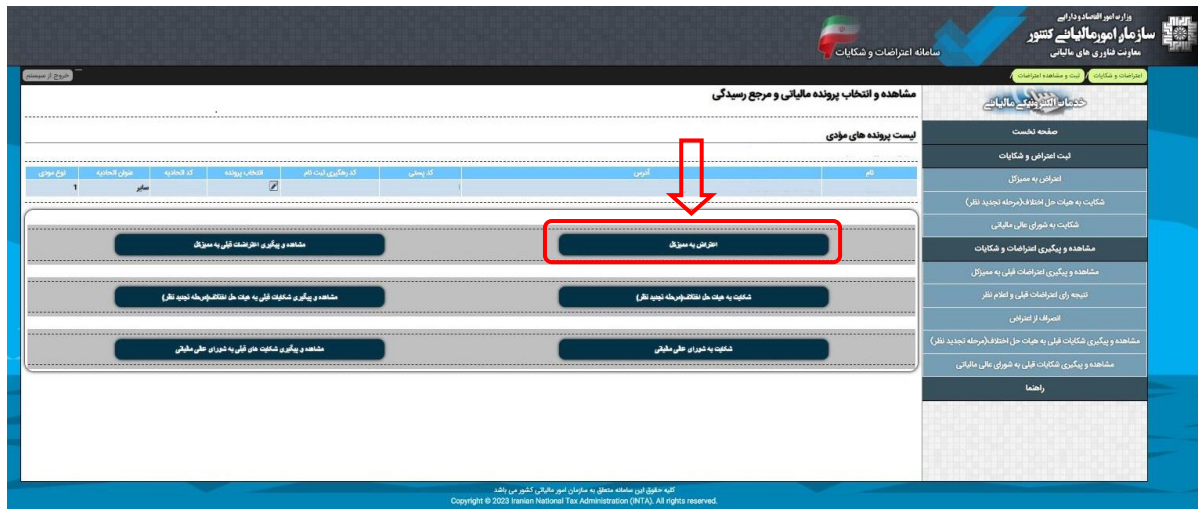 وزارت امور اقتصاد و دارایی
سازمان امور مالیاتی کشور
معاونت فناوری های مالیاتی
سامانه اعتراضات و شکایات
اعتراضات و شکایات / ثبت و مشاهده اعتراضات /
خروج از سیستم
خدمات الکترونیک مالیاتی
صفحه نخست
ثبت اعتراض و شکایات
اعتراض به ممیزکل
شکایت به هیات حل اختلاف(مرحله تجدید نظر)
شکایت به شورای عالی مالیاتی
مشاهده و پیگیری اعتراضات و شکایات
مشاهده و پیگیری اعتراضات قبلی به ممیزکل
نتیجه رای اعتراضات قبلی و اعلام نظر
انصراف از اعتراض
مشاهده و پیگیری شکایات قبلی به هیات حل اختلاف(مرحله تجدید نظر)
مشاهده و پیگیری شکایات قبلی به شورای عالی مالیاتی
راهنما
مشاهده و انتخاب پرونده مالیاتی و مرجع رسیدگی
لیست پرونده های مؤدی
نام آدرس کد پستی کد رهگیری ثبت نام انتخاب پرونده کد اتحادیه عنوان اتحادیه نوع مودی
سایر 1
اعتراض به ممیزکل مشاهده و پیگیری اعتراضات قبلی به ممیزکل
شکایت به هیات حل اختلاف(مرحله تجدید نظر) مشاهده و پیگیری شکایات قبلی به هیات حل اختلاف(مرحله تجدید نظر)
شکایت به شورای عالی مالیاتی مشاهده و پیگیری شکایت های قبلی به شورای عالی مالیاتی
کلیه حقوق این سامانه متعلق به سازمان امور مالیاتی کشور می باشد
Copyright © 2023 Iranian National Tax Administration (INTA). All rights reserved.